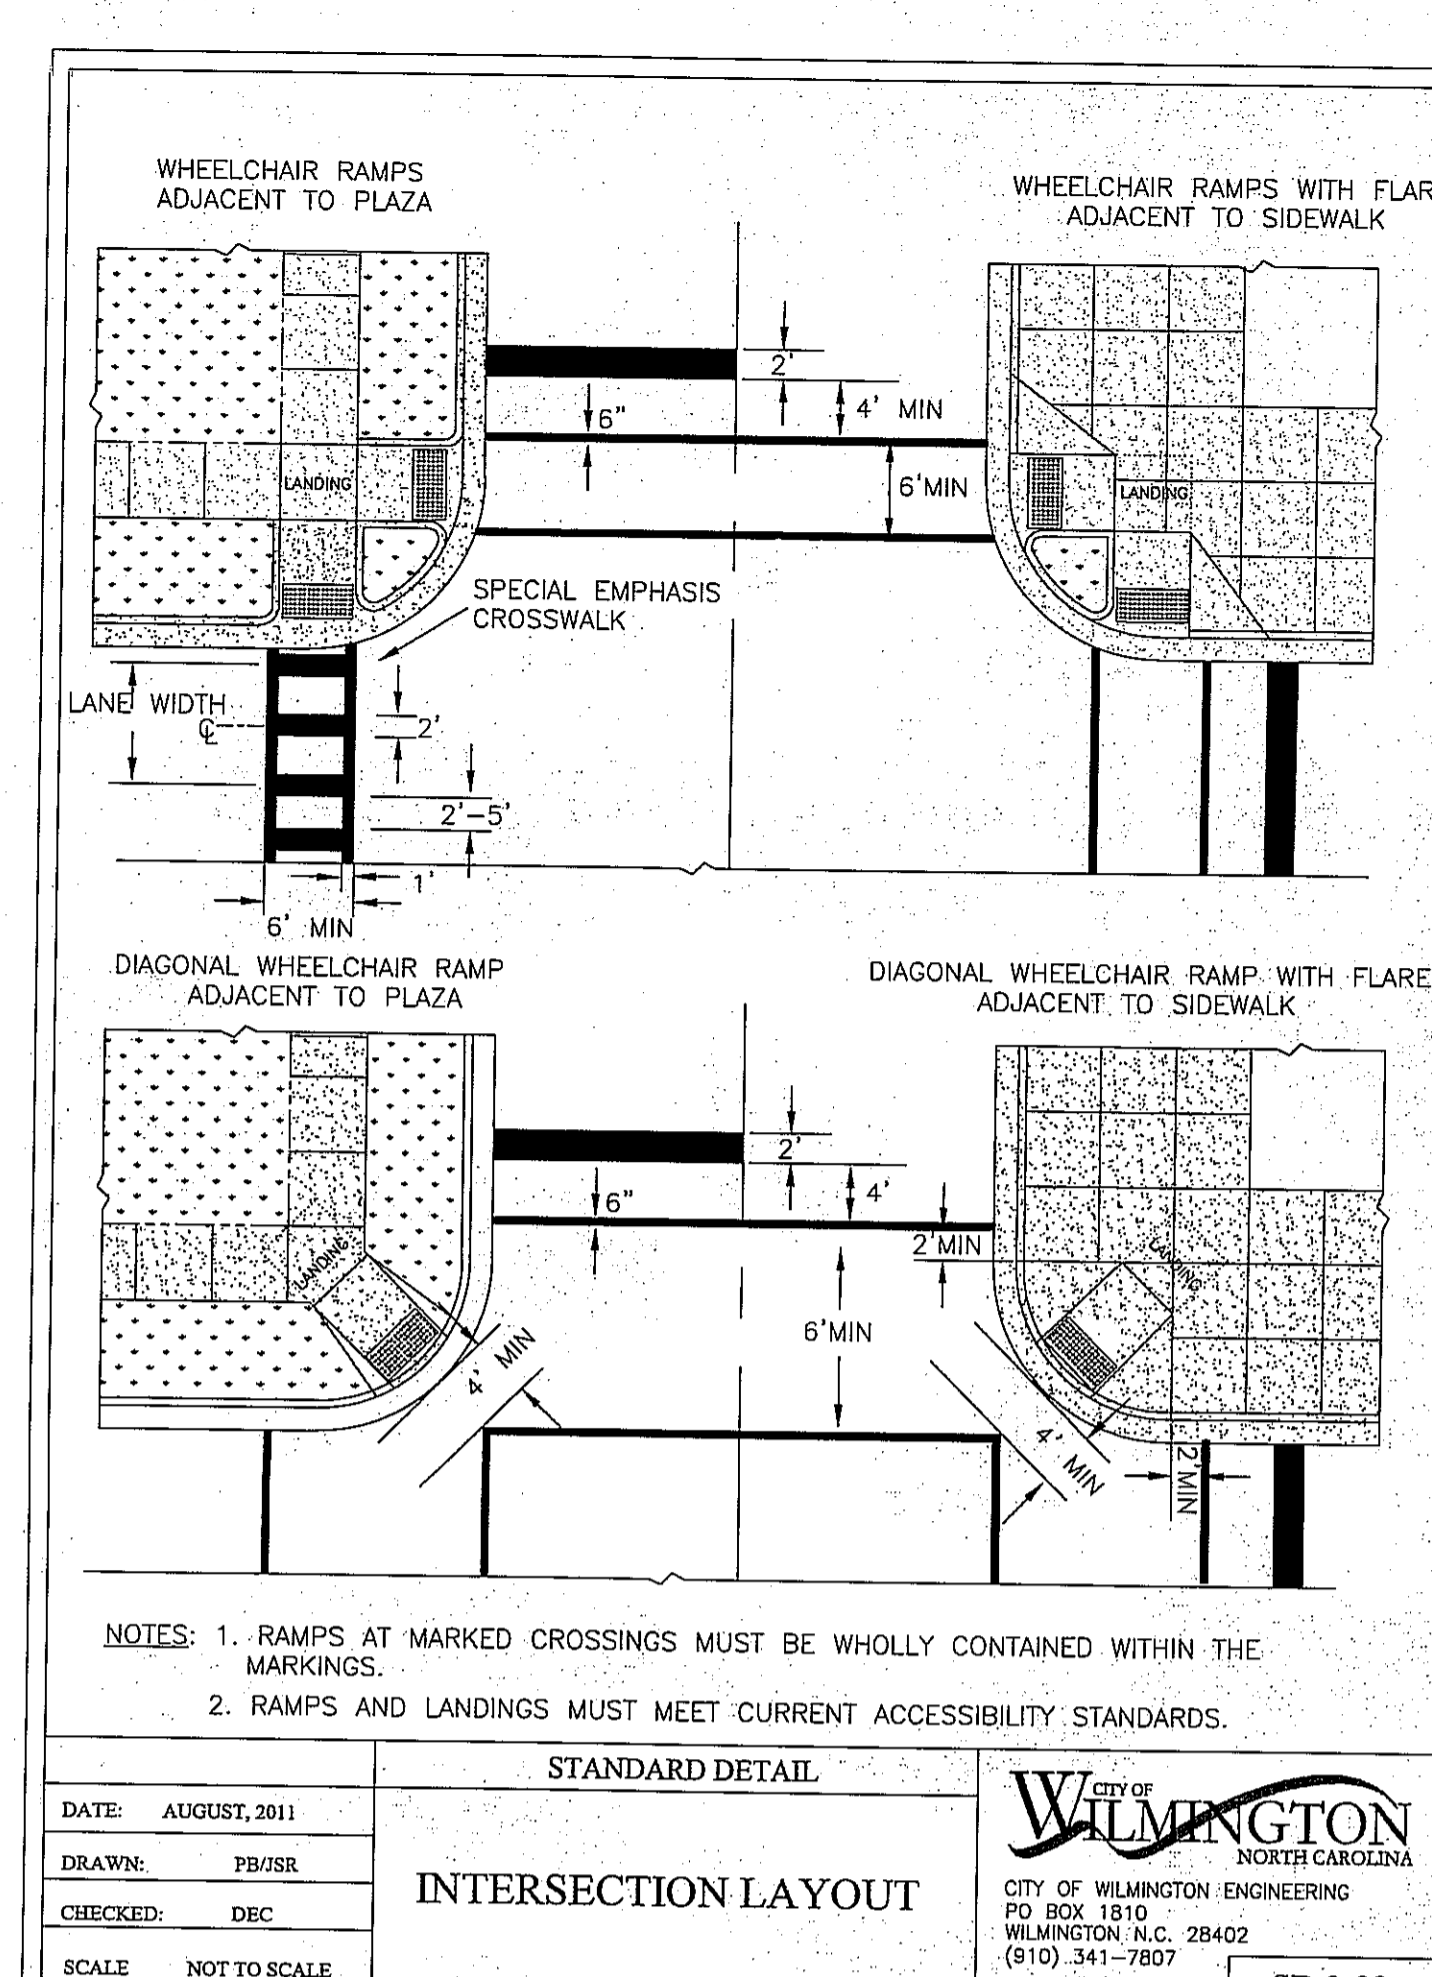 WHEELCHAIR RAMPS
ADJACENT TO PLAZA
WHEELCHAIR RAMPS WITH FLAR
ADJACENT TO SIDEWALK
2'
4' MIN
6"
6'MIN
LANDING
LANDING
SPECIAL EMPHASIS
CROSSWALK
LANE WIDTH
℄
2'
2'-5'
1'
6' MIN
DIAGONAL WHEELCHAIR RAMP
ADJACENT TO PLAZA
DIAGONAL WHEELCHAIR RAMP WITH FLARE
ADJACENT TO SIDEWALK
2'
4'
6"
2'MIN
LANDING
LANDING
6'MIN
4' MIN
4' MIN
2'MIN
NOTES: 1. RAMPS AT MARKED CROSSINGS MUST BE WHOLLY CONTAINED WITHIN THE
MARKINGS.
2. RAMPS AND LANDINGS MUST MEET CURRENT ACCESSIBILITY STANDARDS.
STANDARD DETAIL
DATE: AUGUST, 2011
DRAWN: PB/JSR
CHECKED: DEC
SCALE NOT TO SCALE
INTERSECTION LAYOUT
CITY OF
WILMINGTON
NORTH CAROLINA
CITY OF WILMINGTON ENGINEERING
PO BOX 1810
WILMINGTON N.C. 28402
(910) 341-7807